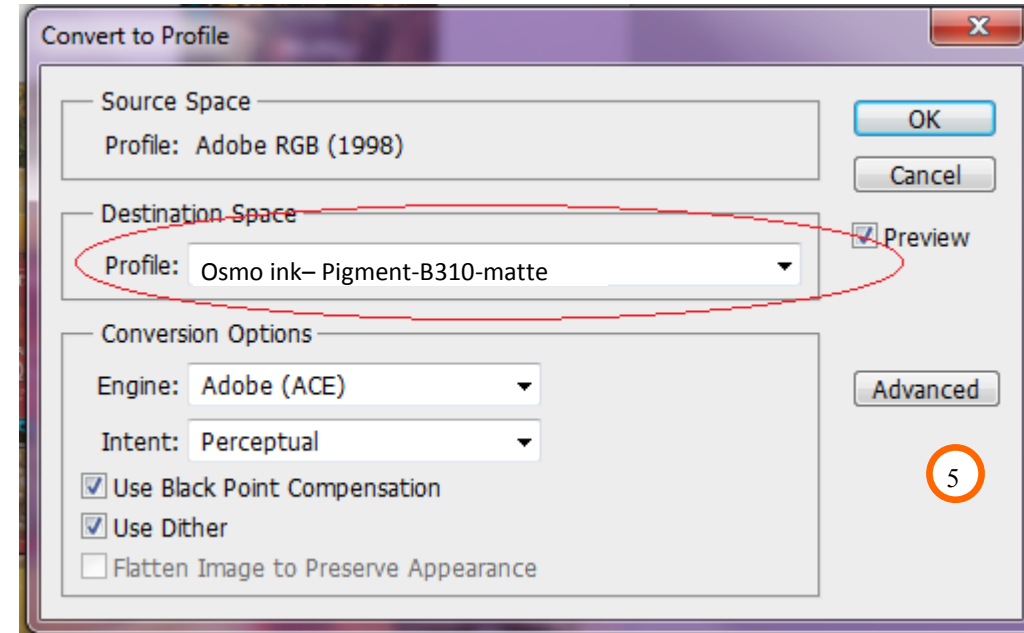 Convert to Profile
Source Space
Profile: Adobe RGB (1998)
OK
Cancel
Destination Space
Preview
Profile: Osmo ink– Pigment-B310-matte
Conversion Options
Engine: Adobe (ACE)
Advanced
Intent: Perceptual
Use Black Point Compensation
5
Use Dither
Flatten Image to Preserve Appearance